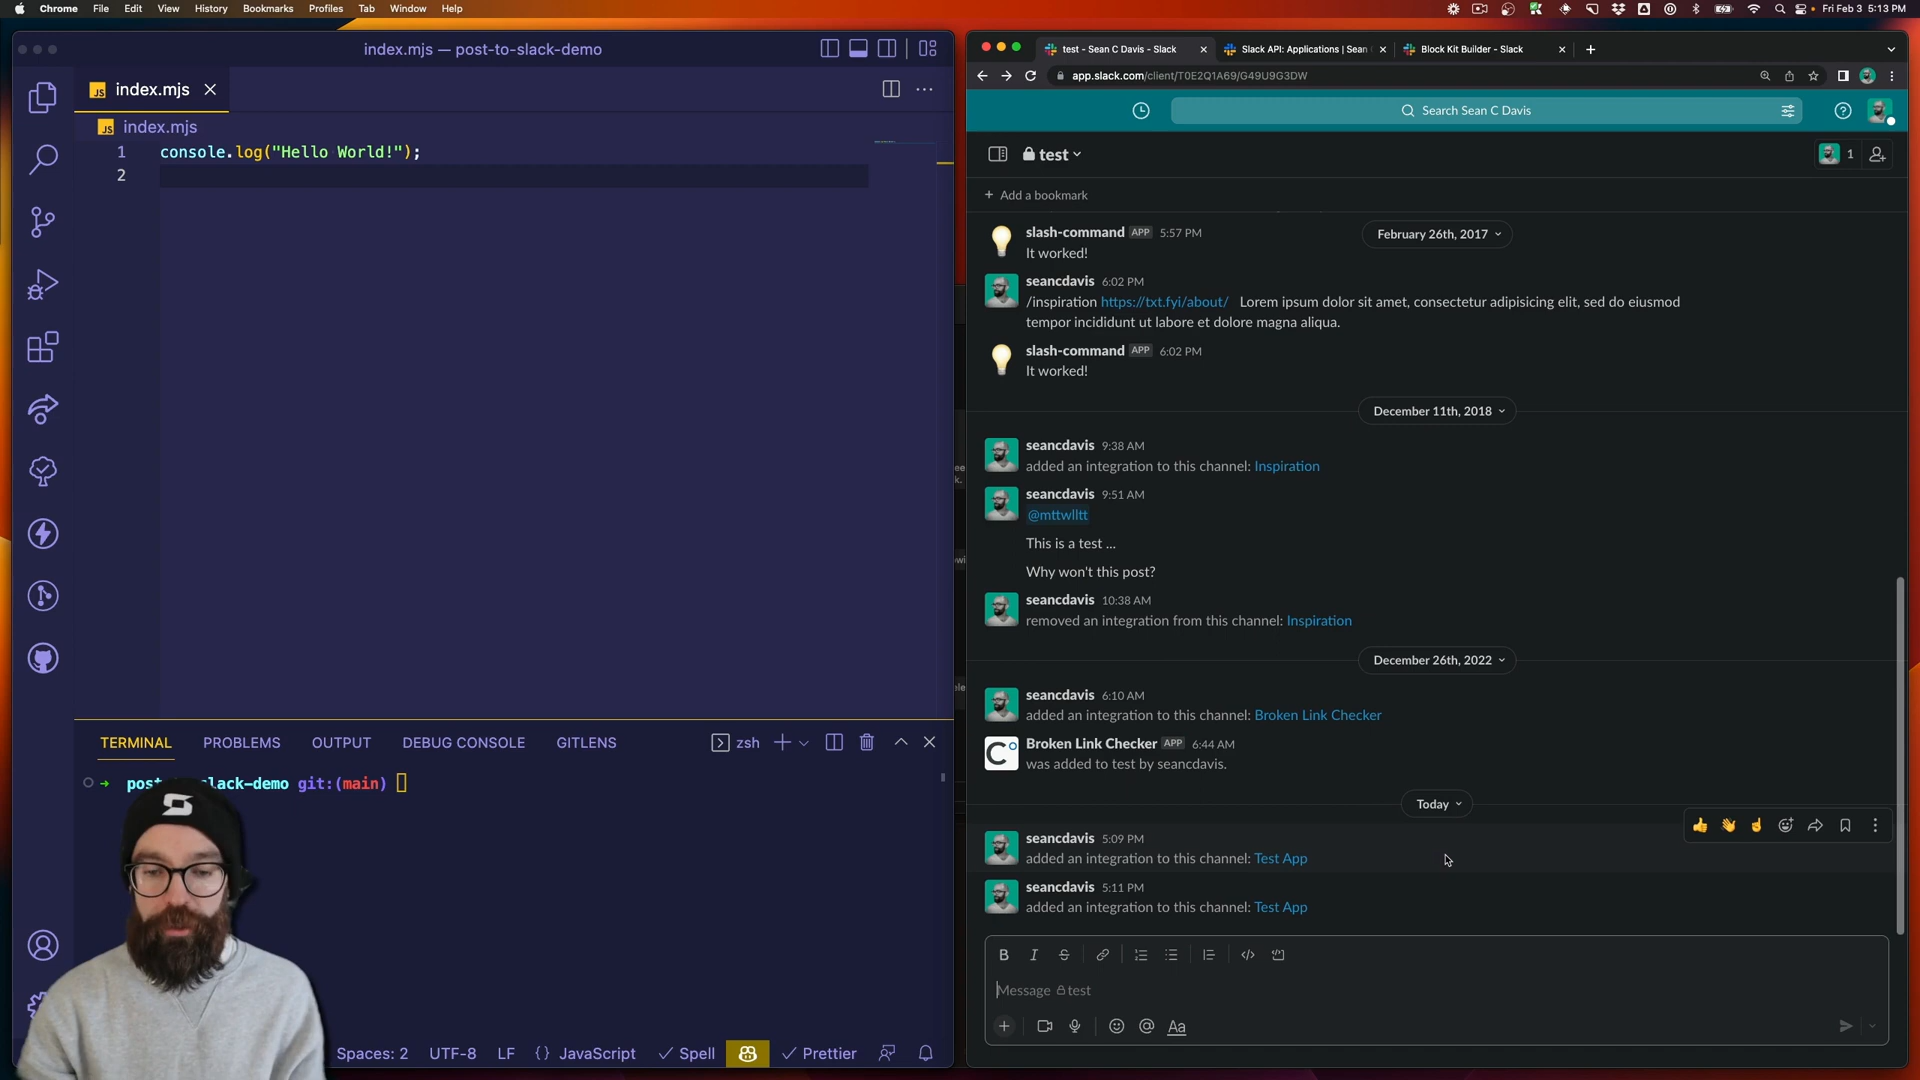 Chrome File Edit View History Bookmarks Profiles Tab Window Help
Fri Feb 3 5:13 PM
index.mjs — post-to-slack-demo
JS index.mjs
JS index.mjs
1 console.log("Hello World!");
2
TERMINAL PROBLEMS OUTPUT DEBUG CONSOLE GITLENS
zsh
post lack-demo git:(main)
Spaces: 2 UTF-8 LF {} JavaScript Spell Prettier
test - Sean C Davis - Slack
Slack API: Applications | Sean
Block Kit Builder - Slack
app.slack.com/client/T0E2Q1A69/G49U9G3DW
Search Sean C Davis
test
1
+ Add a bookmark
February 26th, 2017
slash-command APP 5:57 PM
It worked!
seancdavis 6:02 PM
/inspiration https://txt.fyi/about/ Lorem ipsum dolor sit amet, consectetur adipisicing elit, sed do eiusmod
tempor incididunt ut labore et dolore magna aliqua.
slash-command APP 6:02 PM
It worked!
December 11th, 2018
seancdavis 9:38 AM
added an integration to this channel: Inspiration
seancdavis 9:51 AM
@mttwlltt
This is a test ...
Why won't this post?
seancdavis 10:38 AM
removed an integration from this channel: Inspiration
December 26th, 2022
seancdavis 6:10 AM
added an integration to this channel: Broken Link Checker
Broken Link Checker APP 6:44 AM
was added to test by seancdavis.
Today
seancdavis 5:09 PM
added an integration to this channel: Test App
seancdavis 5:11 PM
added an integration to this channel: Test App
B I S
Message test
Aa